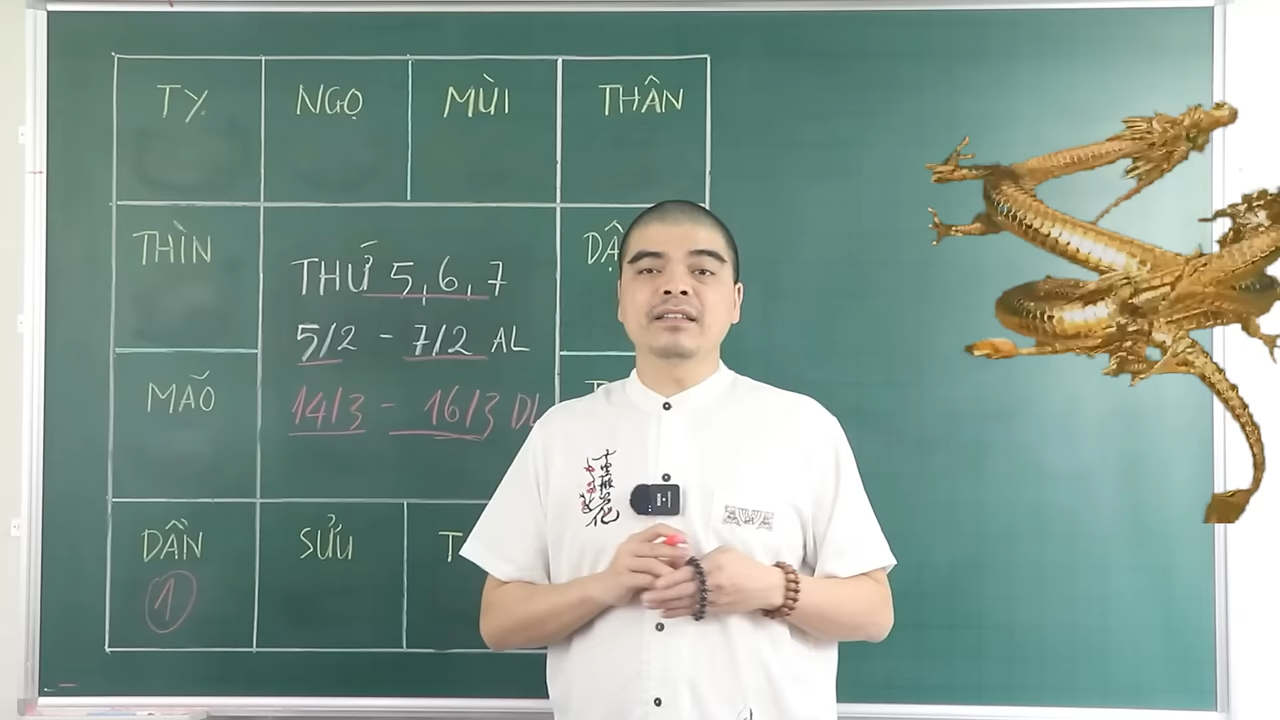 TỴ
NGỌ
MÙI
THÂN
THÌN
THỨ 5, 6, 7
5/2 - 7/2 AL
14/3 - 16/3 DL
MÃO
DẦN
SỬU
1